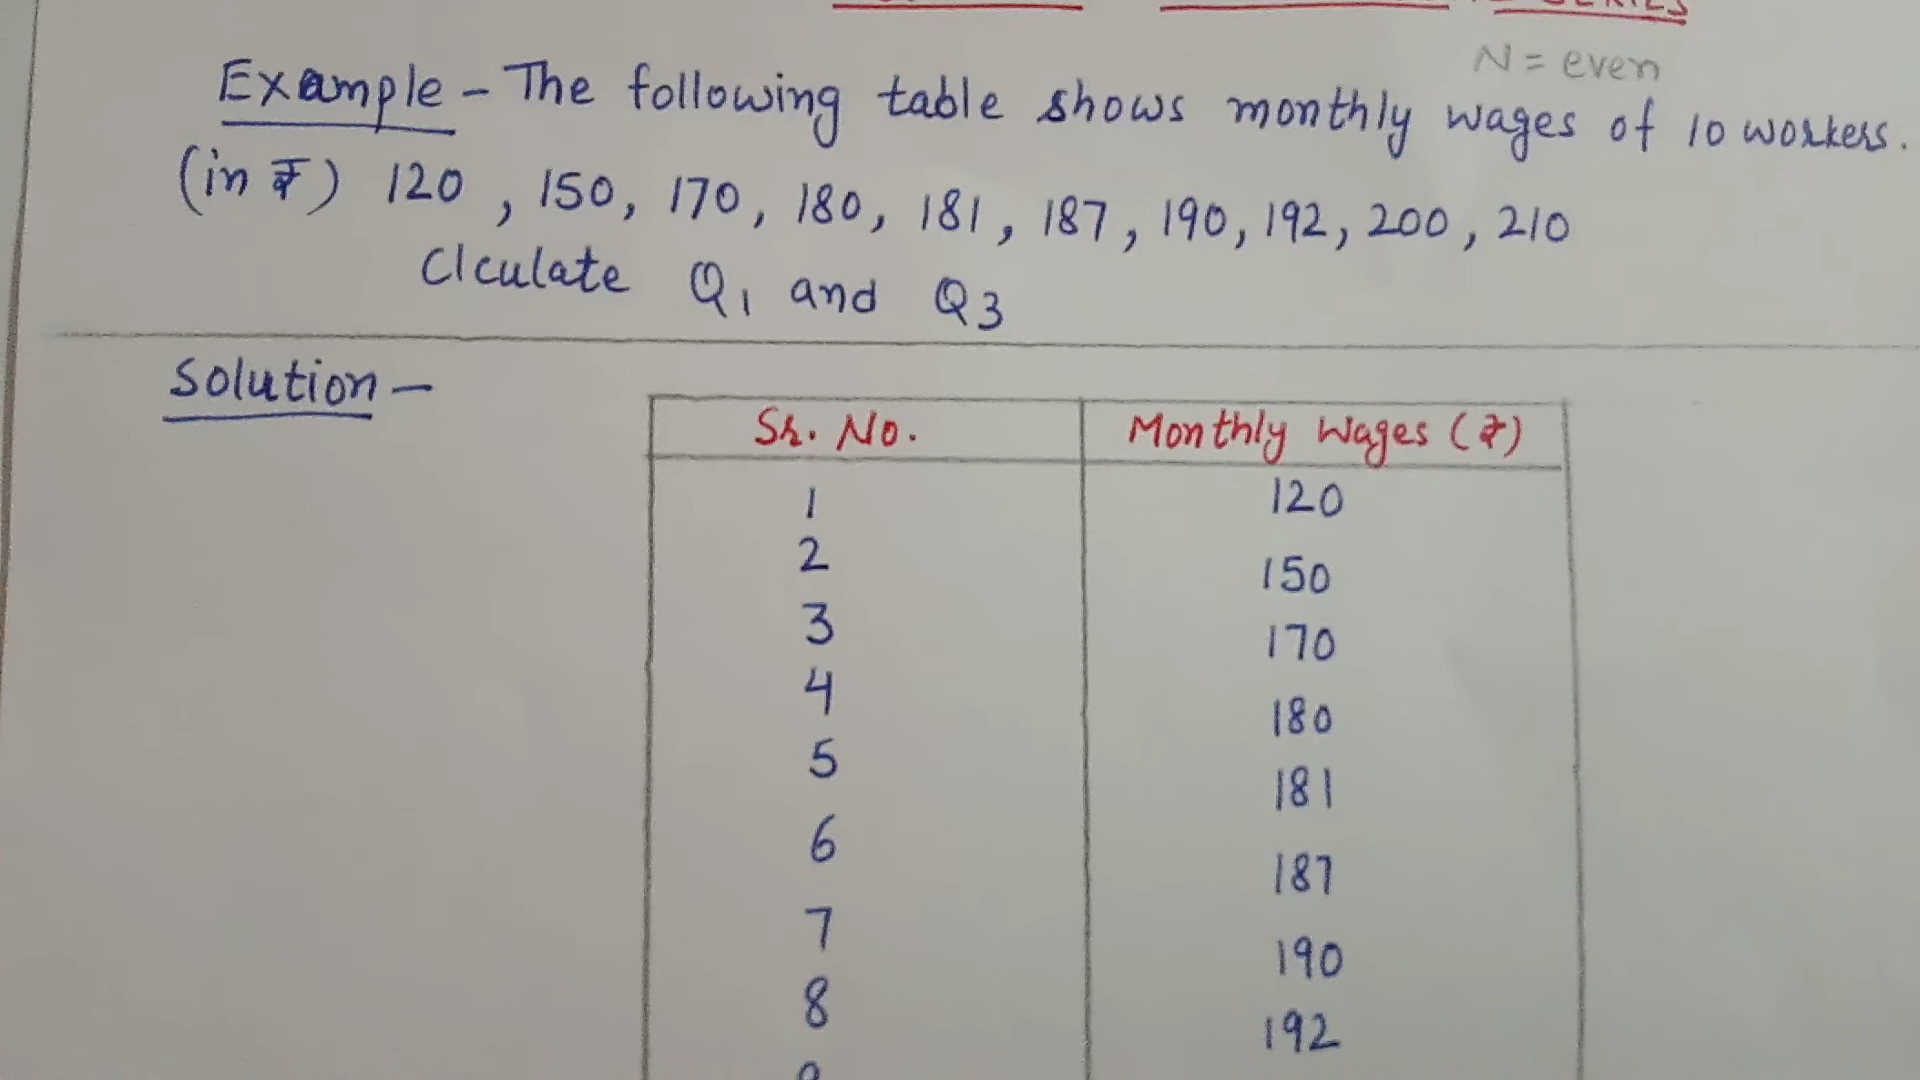 SERIES
N = even
Example - The following table shows monthly wages of 10 workers.
(in ₹) 120, 150, 170, 180, 181, 187, 190, 192, 200, 210
Clculate Q1 and Q3
Solution -
Sr. No. Monthly Wages (₹)
1 120
2 150
3 170
4 180
5 181
6 187
7 190
8 192